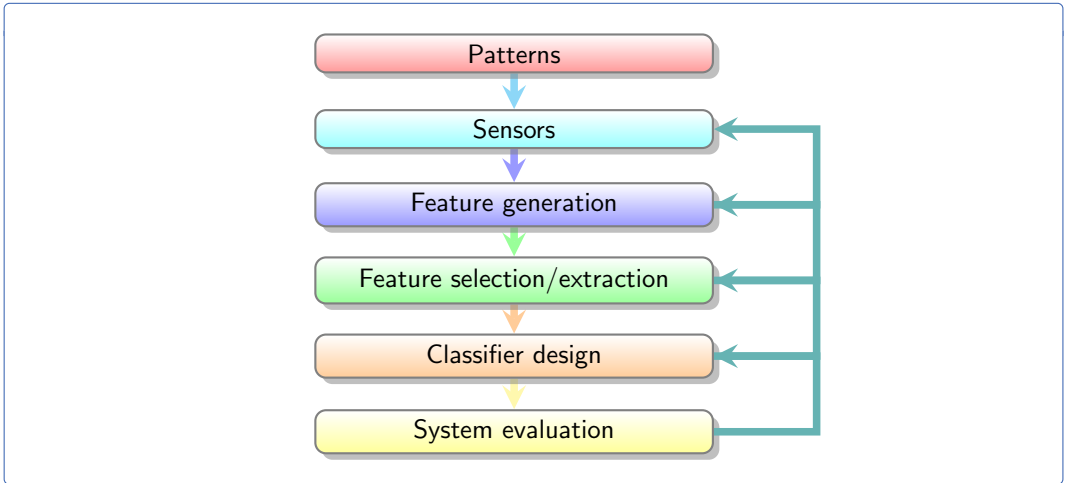 Patterns
Sensors
Feature generation
Feature selection/extraction
Classifier design
System evaluation